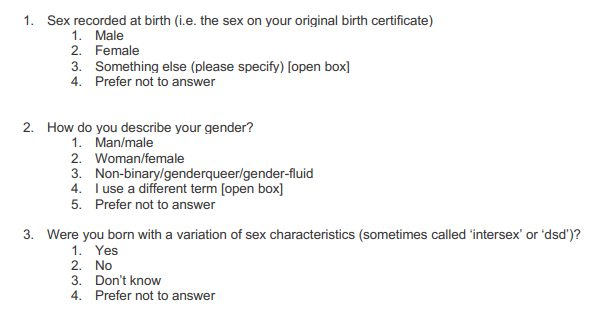 1. Sex recorded at birth (i.e. the sex on your original birth certificate)
1. Male
2. Female
3. Something else (please specify) [open box]
4. Prefer not to answer
2. How do you describe your gender?
1. Man/male
2. Woman/female
3. Non-binary/genderqueer/gender-fluid
4. I use a different term [open box]
5. Prefer not to answer
3. Were you born with a variation of sex characteristics (sometimes called ‘intersex’ or ‘dsd’)?
1. Yes
2. No
3. Don’t know
4. Prefer not to answer